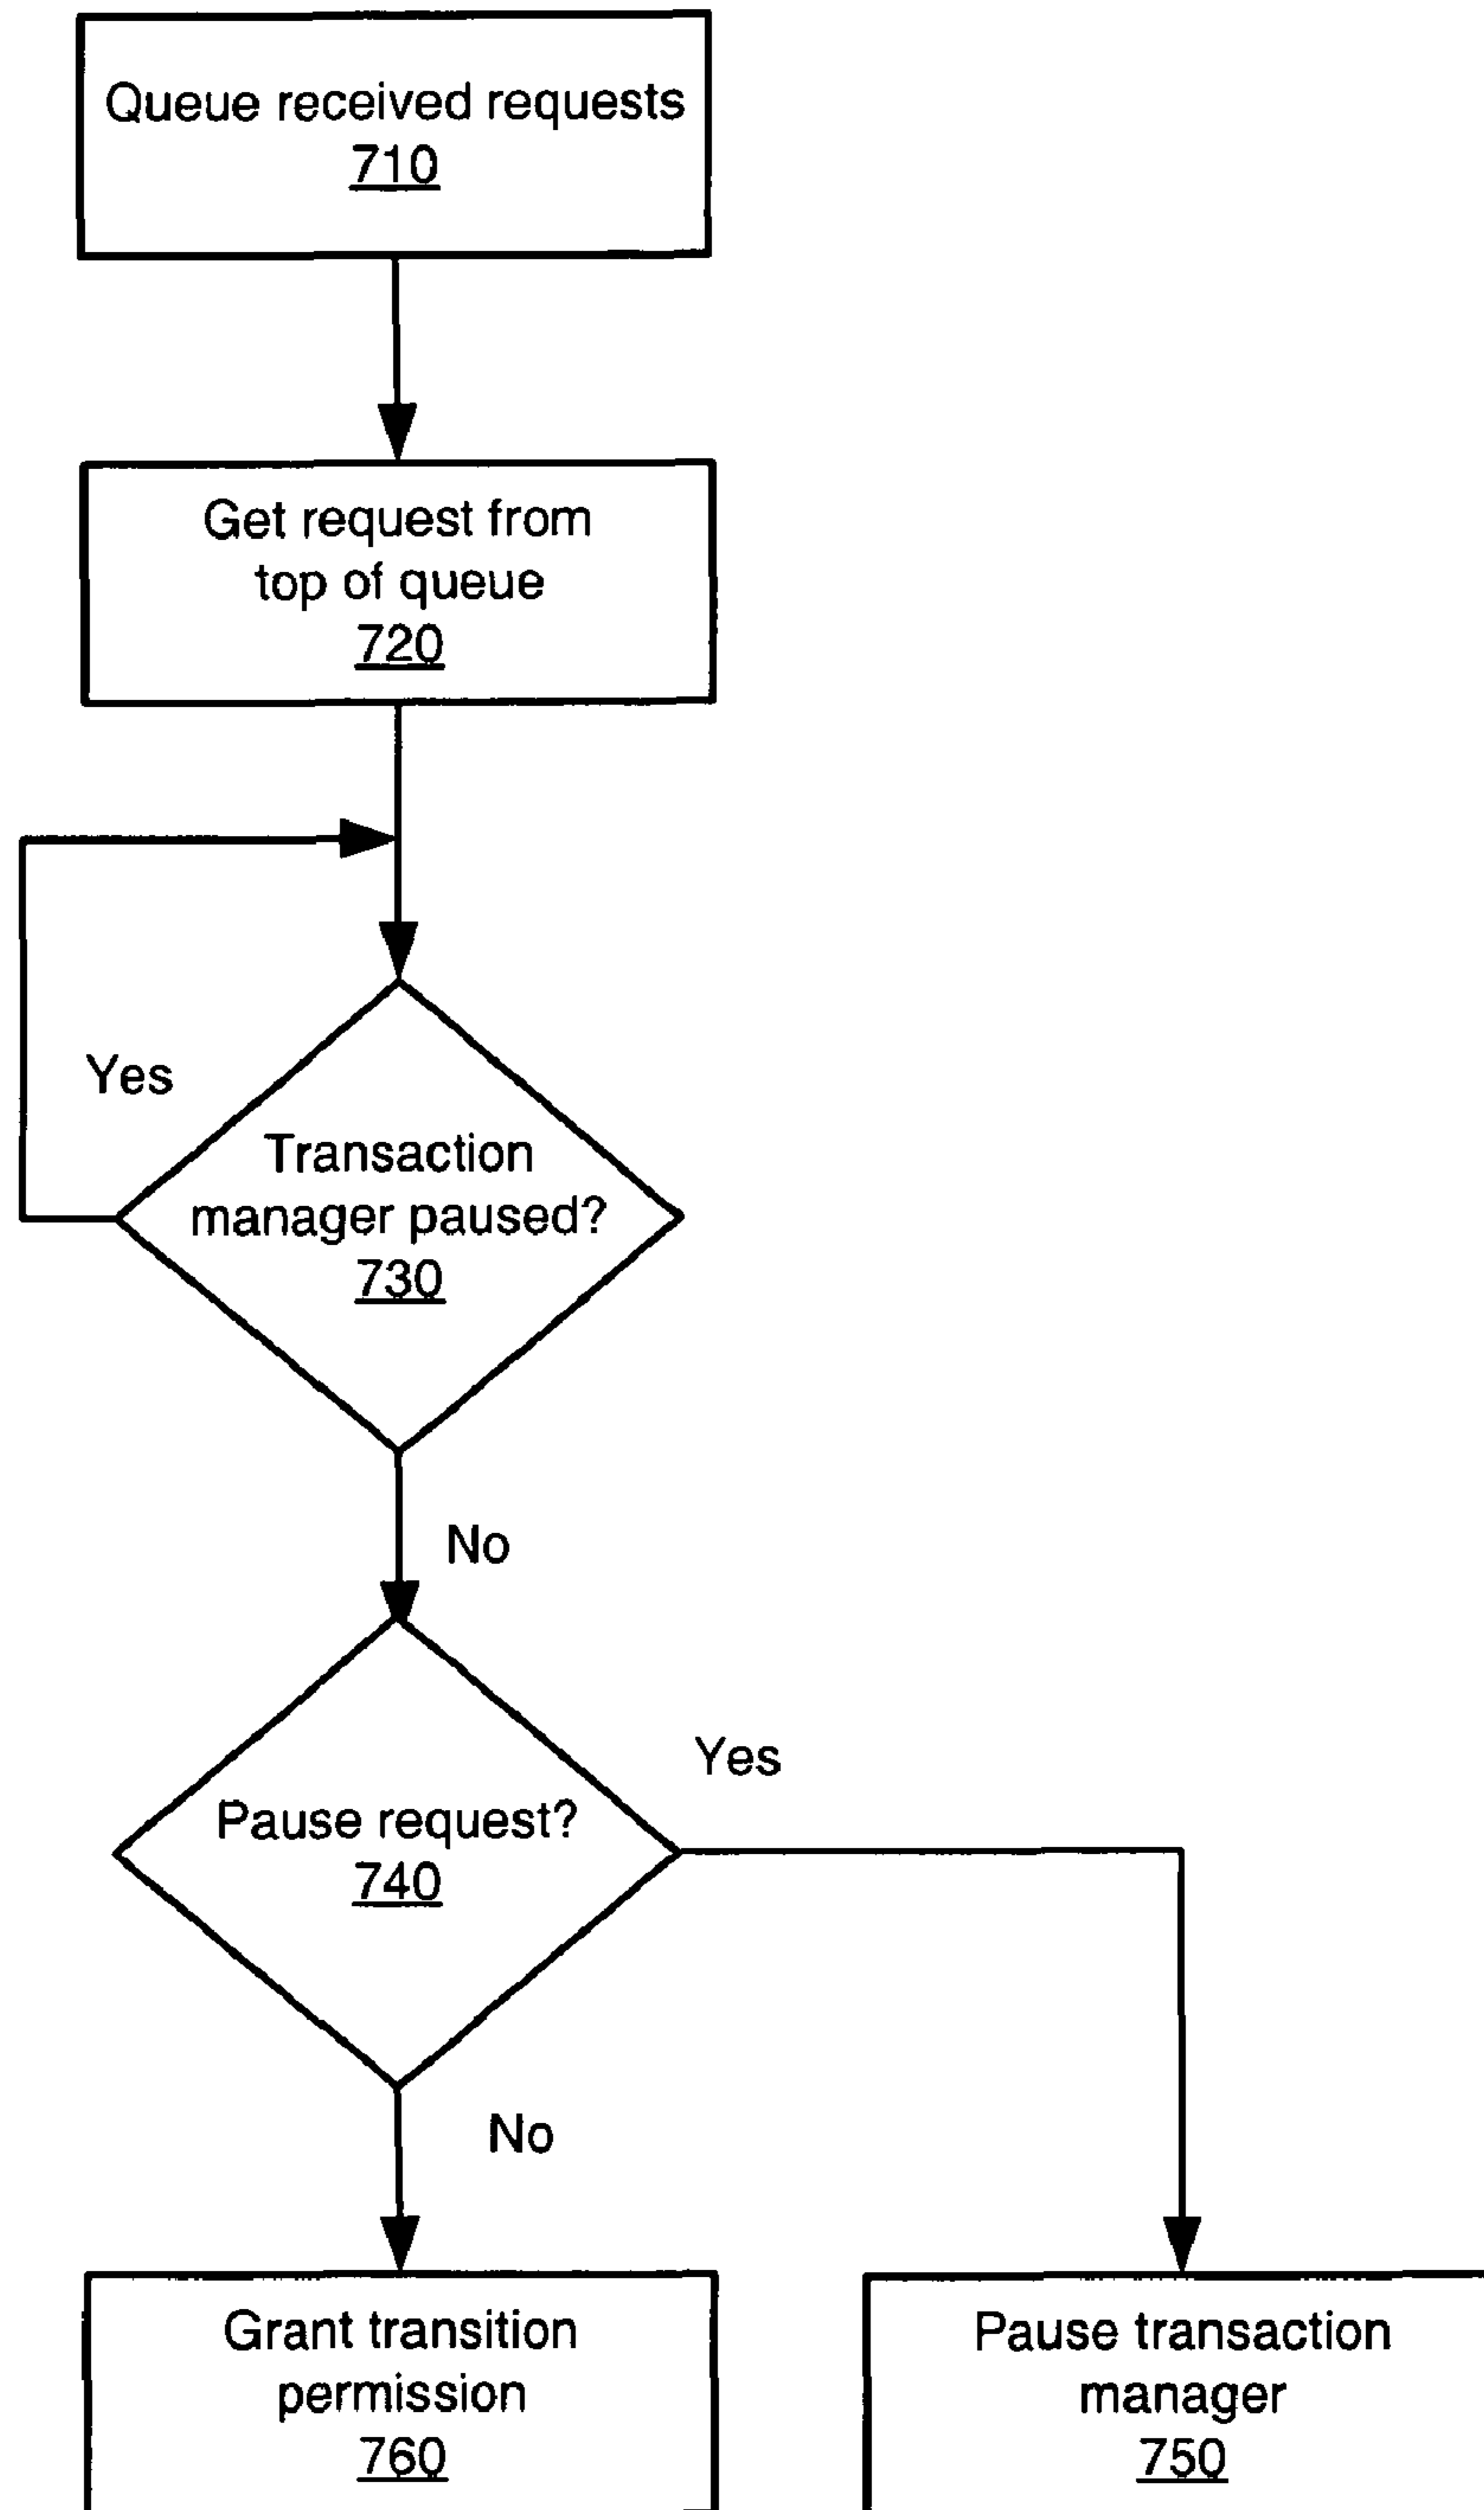 Queue received requests
710
Get request from
top of queue
720
Yes
Transaction
manager paused?
730
No
Yes
Pause request?
740
No
Grant transition
permission
760
Pause transaction
manager
750